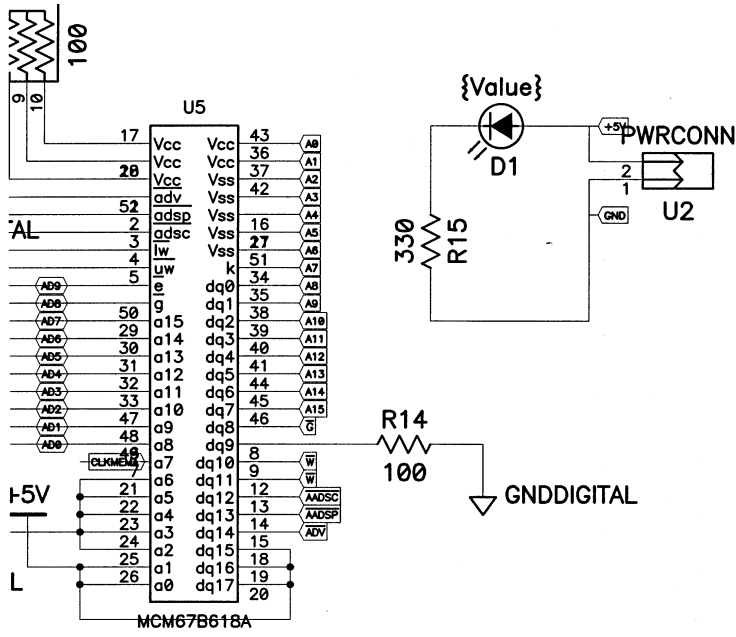 100
9
10
U5
17 Vcc Vcc 43 A0
Vcc Vcc 36 A1
Vcc Vss 37 A2
adv Vss 42 A3
adsp Vss A4
2 adsc Vss 16 A5
3 lw Vss A6
4 uw k 51 A7
AD9 5 e dq0 34 A8
AD8 g dq1 35 A9
AD7 50 a15 dq2 38 A10
AD6 29 a14 dq3 39 A11
AD5 30 a13 dq4 40 A12
AD4 31 a12 dq5 41 A13
AD3 32 a11 dq6 44 A14
AD2 33 a10 dq7 45 A15
AD1 47 a9 dq8 46 G
AD0 48 a8 dq9
a7 dq10 8 W
7 a6 dq11 9 W
21 a5 dq12 12 AADSC
22 a4 dq13 13 AADSP
23 a3 dq14 14 ADV
24 a2 dq15 15
25 a1 dq16 18
26 a0 dq17 19
20
MCM67B618A
TAL
+5V
L
{Value}
D1
+5V
PWRCONN
2
1
U2
GND
330
R15
R14
100
GNDDIGITAL